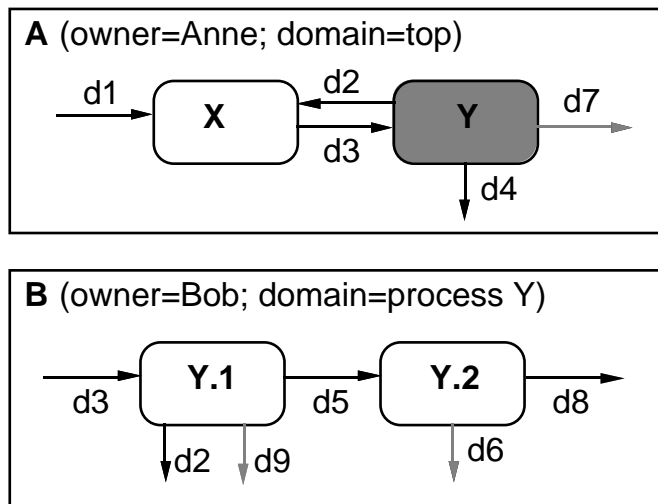 A (owner=Anne; domain=top)
d1
X
d2
d3
Y
d7
d4
B (owner=Bob; domain=process Y)
d3
Y.1
d5
Y.2
d8
d2
d9
d6